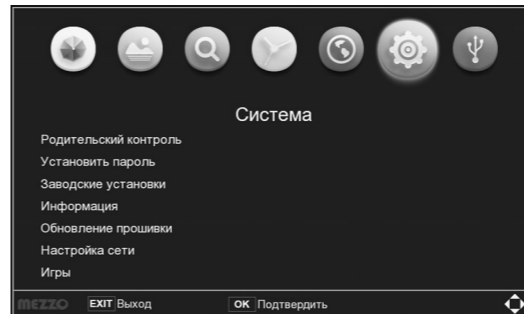 Система
Родительский контроль
Установить пароль
Заводские установки
Информация
Обновление прошивки
Настройка сети
Игры
mezzo EXIT Выход OK Подтвердить